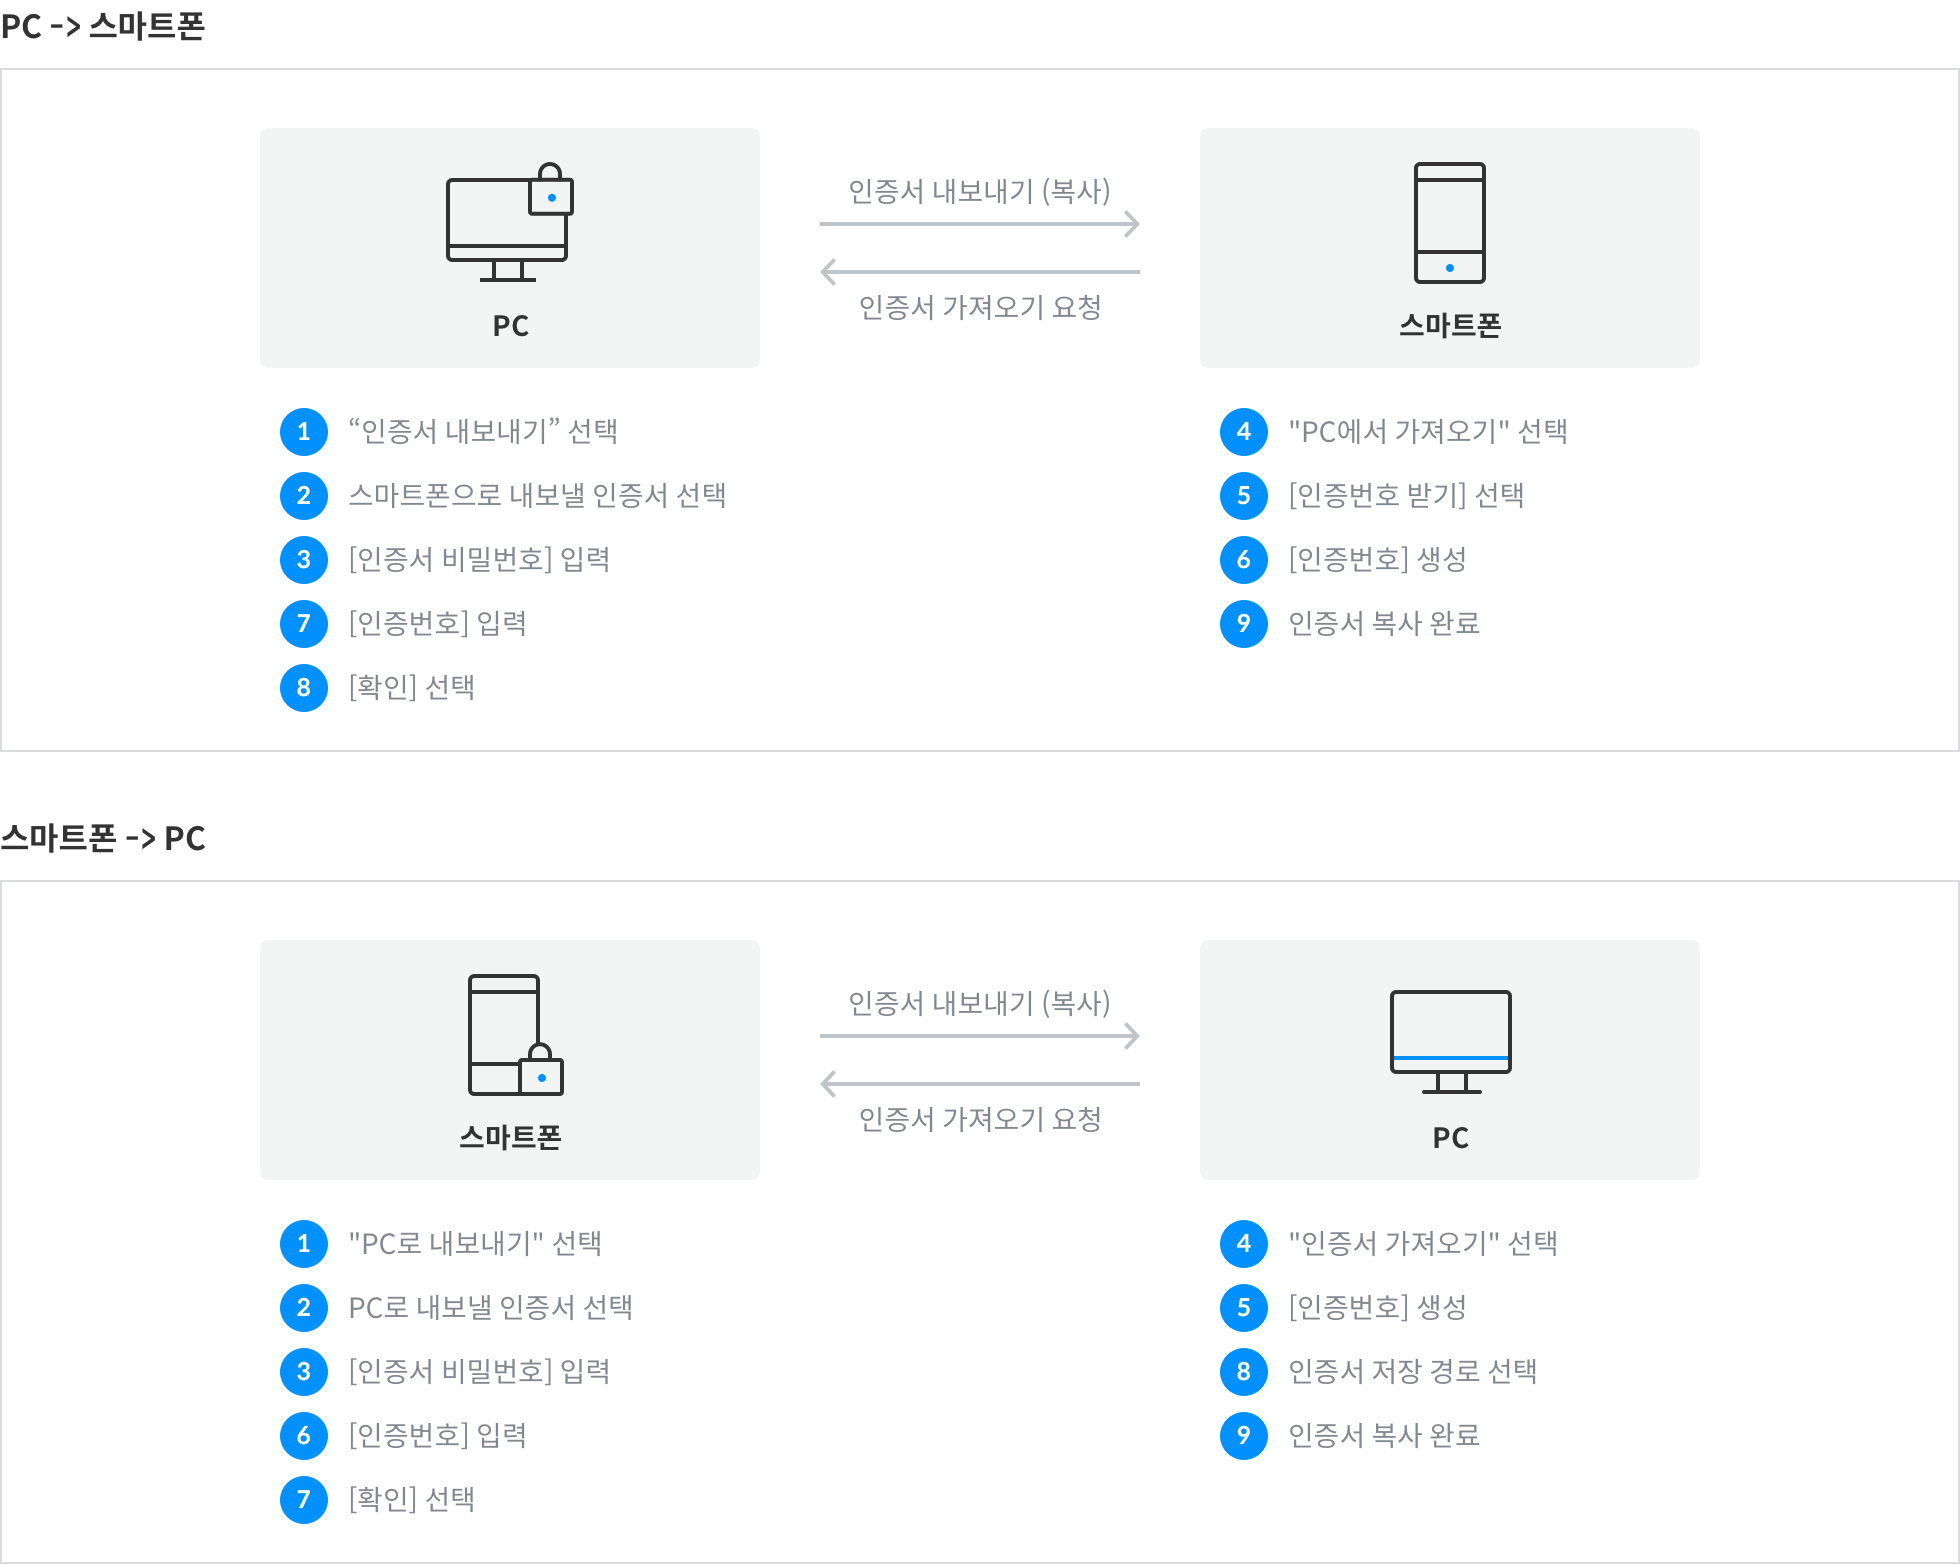 PC -> 스마트폰
인증서 내보내기 (복사)
인증서 가져오기 요청
PC
스마트폰
1 “인증서 내보내기” 선택
2 스마트폰으로 내보낼 인증서 선택
3 [인증서 비밀번호] 입력
7 [인증번호] 입력
8 [확인] 선택
4 "PC에서 가져오기" 선택
5 [인증번호 받기] 선택
6 [인증번호] 생성
9 인증서 복사 완료
스마트폰 -> PC
인증서 내보내기 (복사)
인증서 가져오기 요청
스마트폰
PC
1 "PC로 내보내기" 선택
2 PC로 내보낼 인증서 선택
3 [인증서 비밀번호] 입력
6 [인증번호] 입력
7 [확인] 선택
4 "인증서 가져오기" 선택
5 [인증번호] 생성
8 인증서 저장 경로 선택
9 인증서 복사 완료